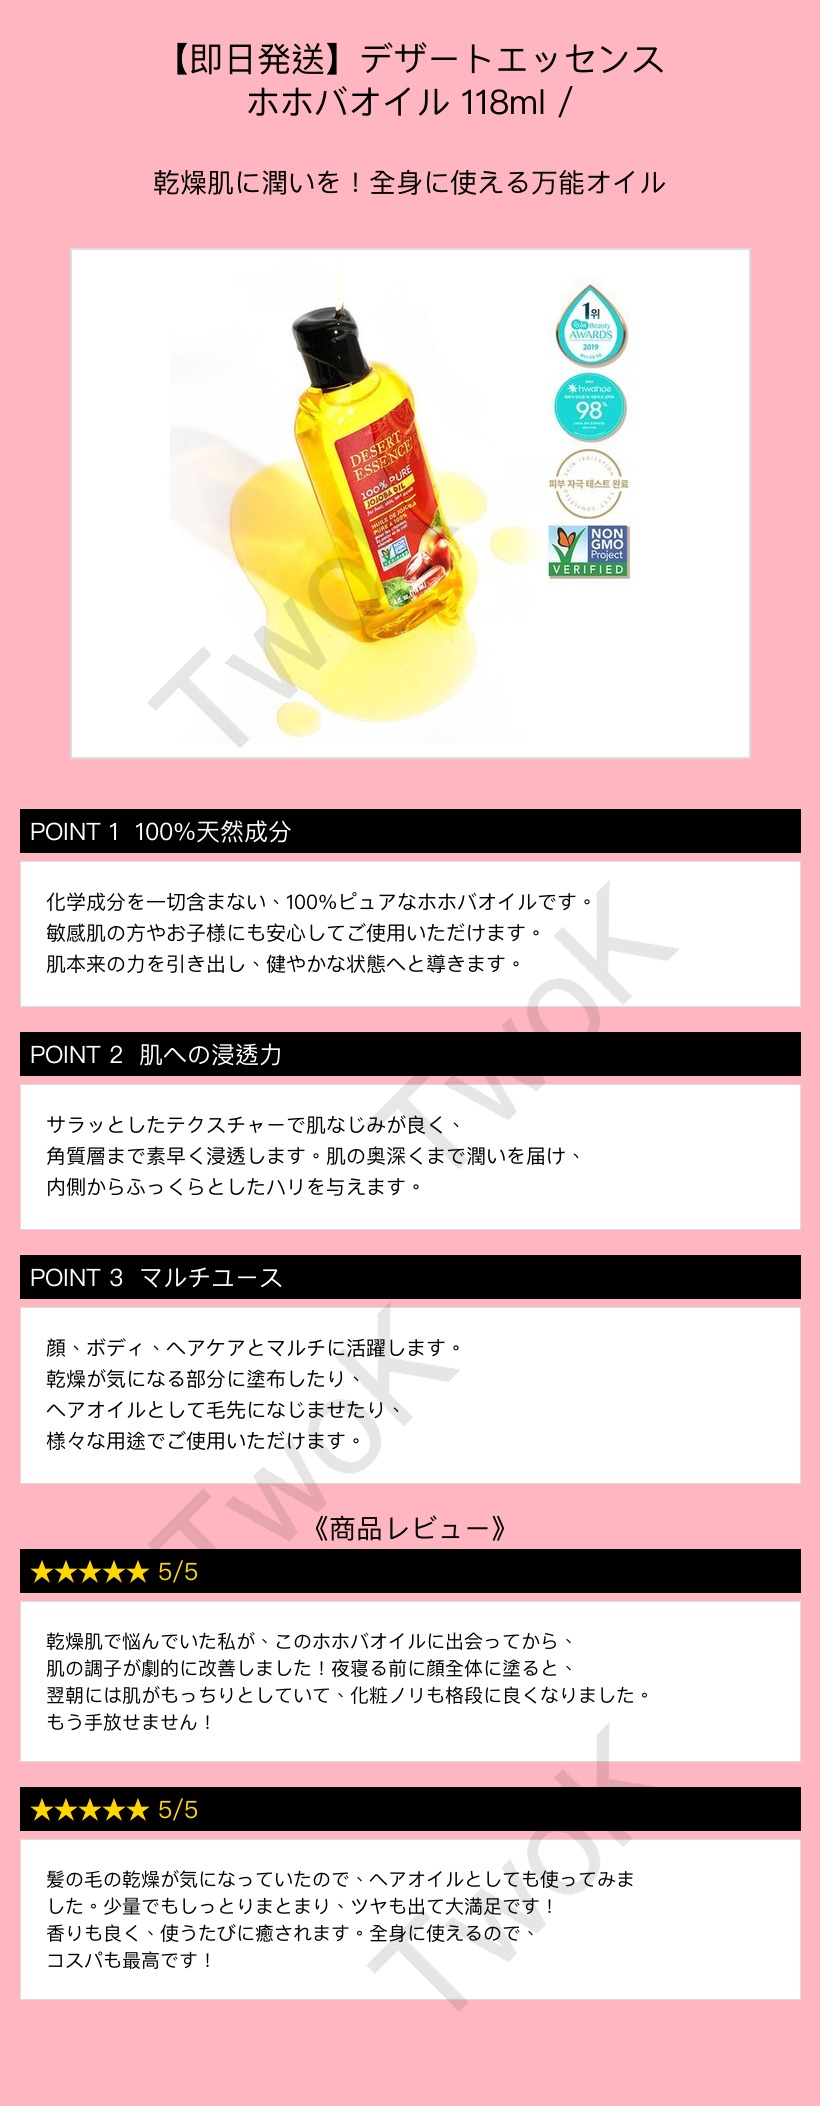 【即日発送】デザートエッセンス
ホホバオイル 118ml /
乾燥肌に潤いを！全身に使える万能オイル
1위
Beauty
AWARDS
2019
hwahae
98%
피부 자극 테스트 완료
NON
GMO
Project
VERIFIED
DESERT
ESSENCE
100% PURE
JOJOBA OIL
for hair, skin, and scalp
HUILE DE JOJOBA
PURE À 100%
TwoK
POINT 1 100%天然成分
化学成分を一切含まない、100%ピュアなホホバオイルです。
敏感肌の方やお子様にも安心してご使用いただけます。
肌本来の力を引き出し、健やかな状態へと導きます。
TwoK
POINT 2 肌への浸透力
サラッとしたテクスチャーで肌なじみが良く、
角質層まで素早く浸透します。肌の奥深くまで潤いを届け、
内側からふっくらとしたハリを与えます。
POINT 3 マルチユース
顔、ボディ、ヘアケアとマルチに活躍します。
乾燥が気になる部分に塗布したり、
ヘアオイルとして毛先になじませたり、
様々な用途でご使用いただけます。
TwoK
《商品レビュー》
★★★★★ 5/5
乾燥肌で悩んでいた私が、このホホバオイルに出会ってから、
肌の調子が劇的に改善しました！夜寝る前に顔全体に塗ると、
翌朝には肌がもっちりとしていて、化粧ノリも格段に良くなりました。
もう手放せません！
★★★★★ 5/5
髪の毛の乾燥が気になっていたので、ヘアオイルとしても使ってみま
した。少量でもしっとりまとまり、ツヤも出て大満足です！
香りも良く、使うたびに癒されます。全身に使えるので、
コスパも最高です！
TwoK